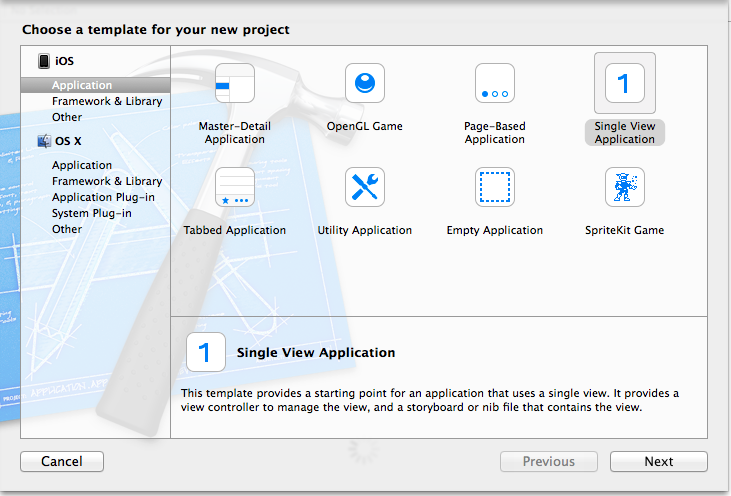 Choose a template for your new project
iOS
Application
Framework & Library
Other
OS X
Application
Framework & Library
Application Plug-in
System Plug-in
Other
Master-Detail
Application
OpenGL Game
Page-Based
Application
1
Single View
Application
Tabbed Application
Utility Application
Empty Application
SpriteKit Game
1
Single View Application
This template provides a starting point for an application that uses a single view. It provides a
view controller to manage the view, and a storyboard or nib file that contains the view.
Cancel
Previous
Next